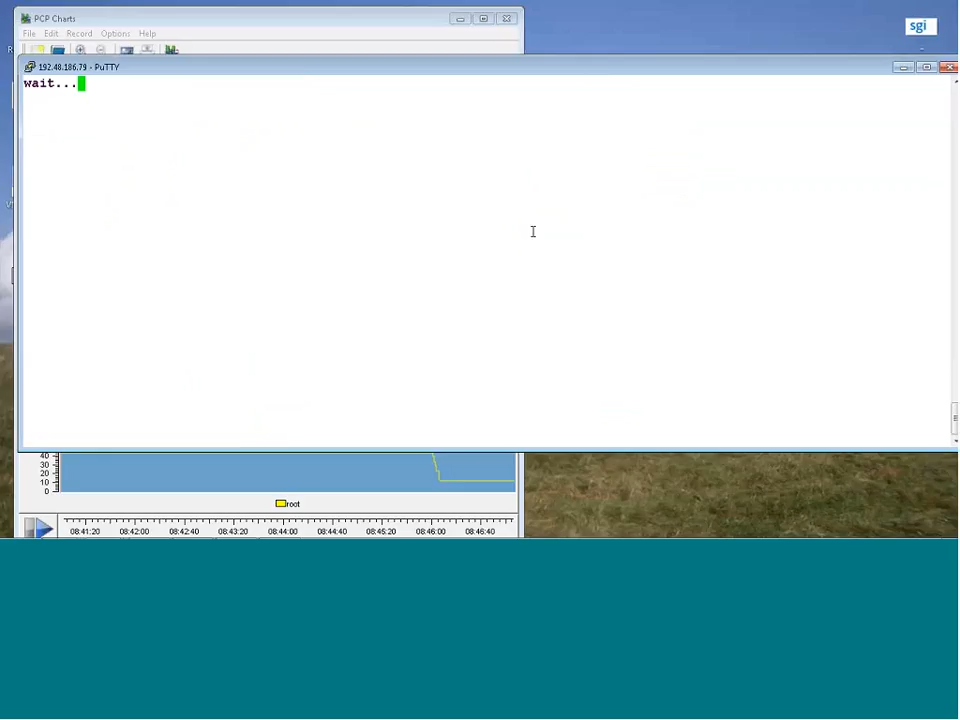 PCP Charts
File Edit Record Options Help
sgi
192.48.186.79 - PuTTY
wait...
40
30
20
10
0
root
08:41:20 08:42:00 08:42:40 08:43:20 08:44:00 08:44:40 08:45:20 08:46:00 08:46:40